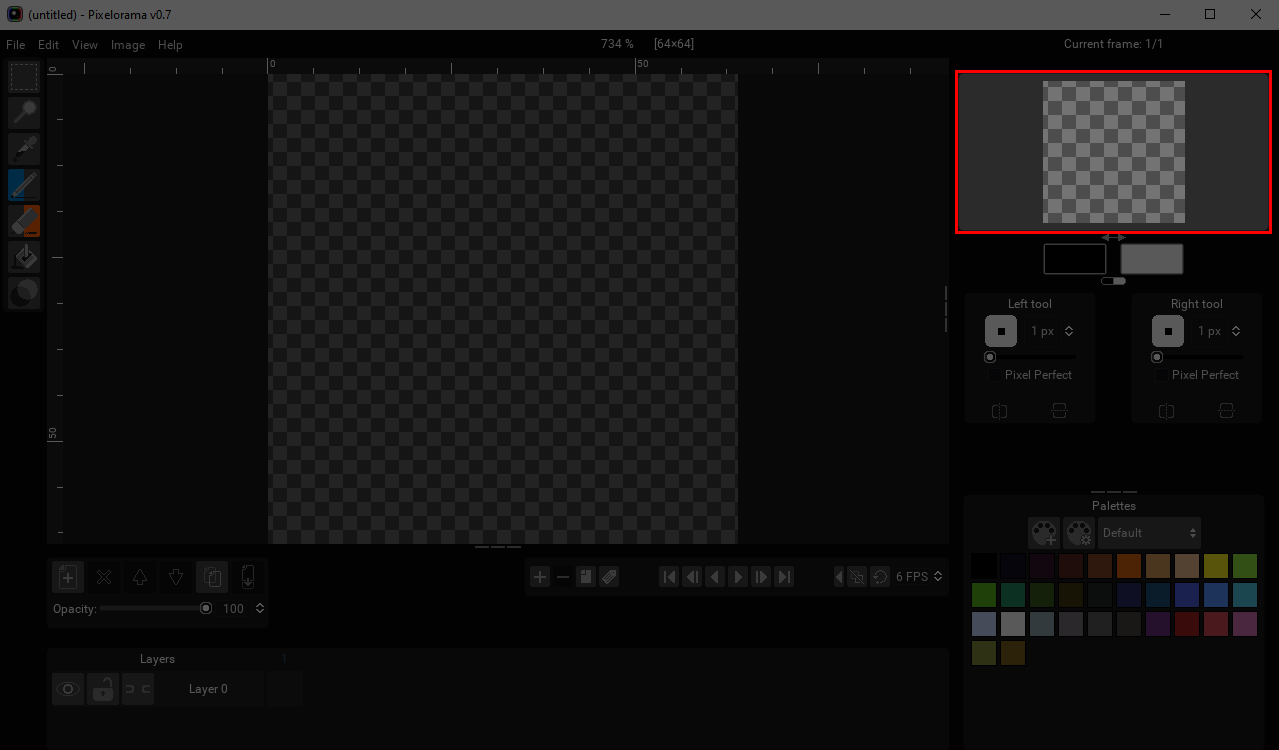 (untitled) - Pixelorama v0.7
File Edit View Image Help
734 % [64×64]
Current frame: 1/1
0 50
0
50
Left tool
1 px
Pixel Perfect
Right tool
1 px
Pixel Perfect
Palettes
Default
Opacity: 100
6 FPS
Layers 1
Layer 0